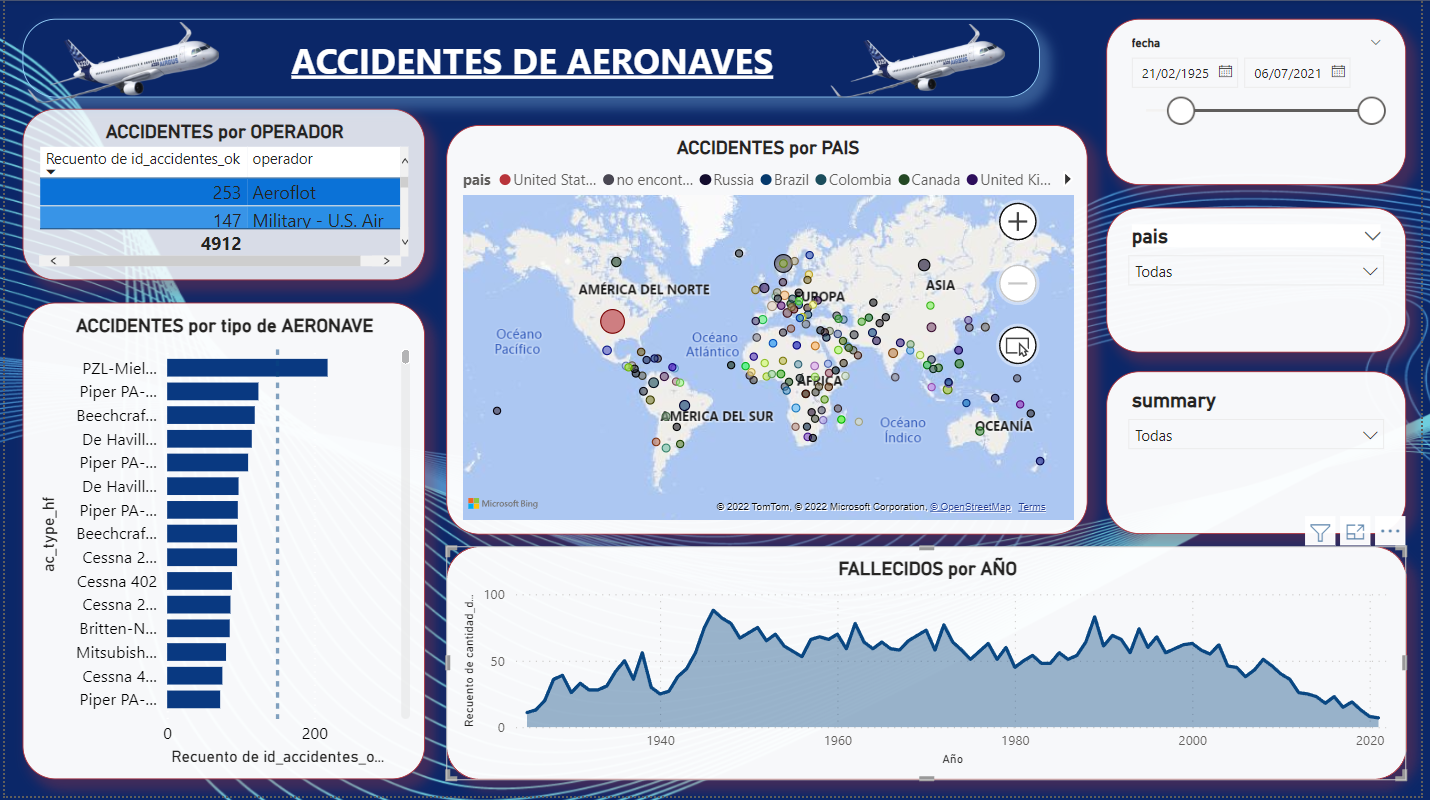 ACCIDENTES DE AERONAVES
fecha
21/02/1925
06/07/2021
ACCIDENTES por OPERADOR
Recuento de id_accidentes_ok operador
253 Aeroflot
147 Military - U.S. Air
4912
ACCIDENTES por PAIS
pais United Stat... no encont... Russia Brazil Colombia Canada United Ki...
AMÉRICA DEL NORTE
EUROPA
ASIA
Océano
Pacífico
Océano
Atlántico
ÁFRICA
AMÉRICA DEL SUR
Océano
Índico
OCEANÍA
Microsoft Bing
© 2022 TomTom, © 2022 Microsoft Corporation, © OpenStreetMap Terms
pais
Todas
summary
Todas
ACCIDENTES por tipo de AERONAVE
ac_type_hf
PZL-Miel...
Piper PA-...
Beechcraf...
De Havill...
Piper PA-...
De Havill...
Piper PA-...
Beechcraf...
Cessna 2...
Cessna 402
Cessna 2...
Britten-N...
Mitsubish...
Cessna 4...
Piper PA-...
0 200
Recuento de id_accidentes_o...
FALLECIDOS por AÑO
Recuento de cantidad_d...
100
50
0
1940 1960 1980 2000 2020
Año